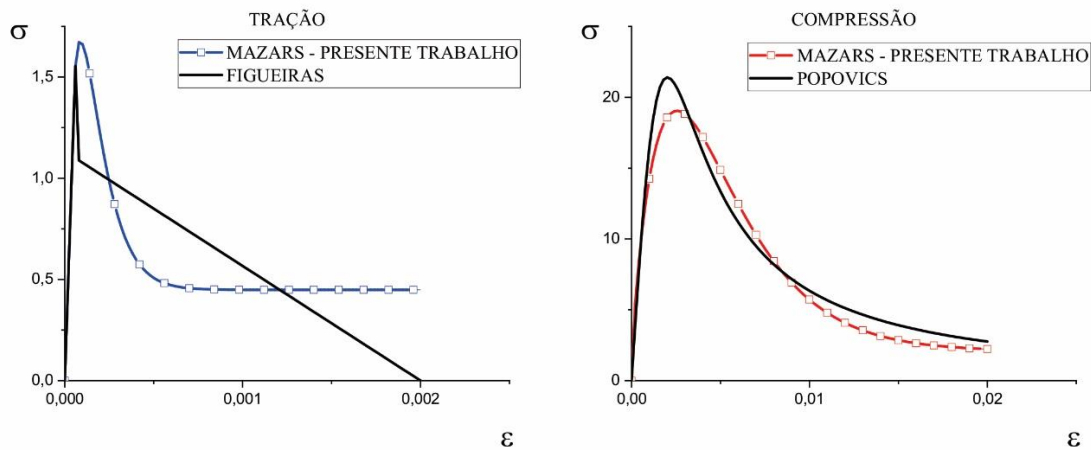 TRAÇÃO
σ
MAZARS - PRESENTE TRABALHO
FIGUEIRAS
1,5
1,0
0,5
0,0
0,000
0,001
0,002
ε
COMPRESSÃO
σ
MAZARS - PRESENTE TRABALHO
POPOVICS
20
10
0
0,00
0,01
0,02
ε